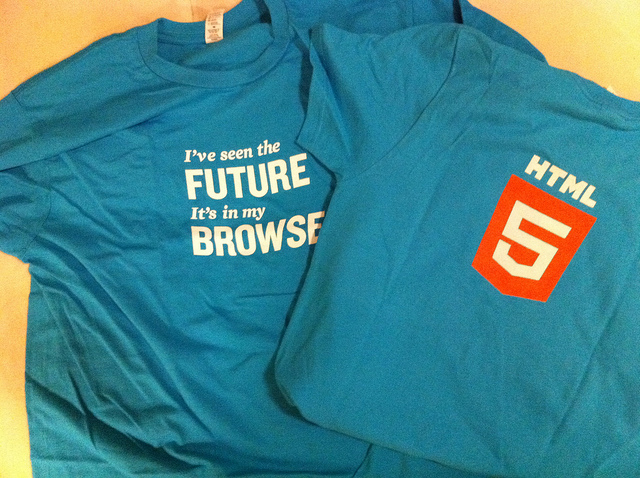 I've seen the
FUTURE
It's in my
BROWSE
HTML
5